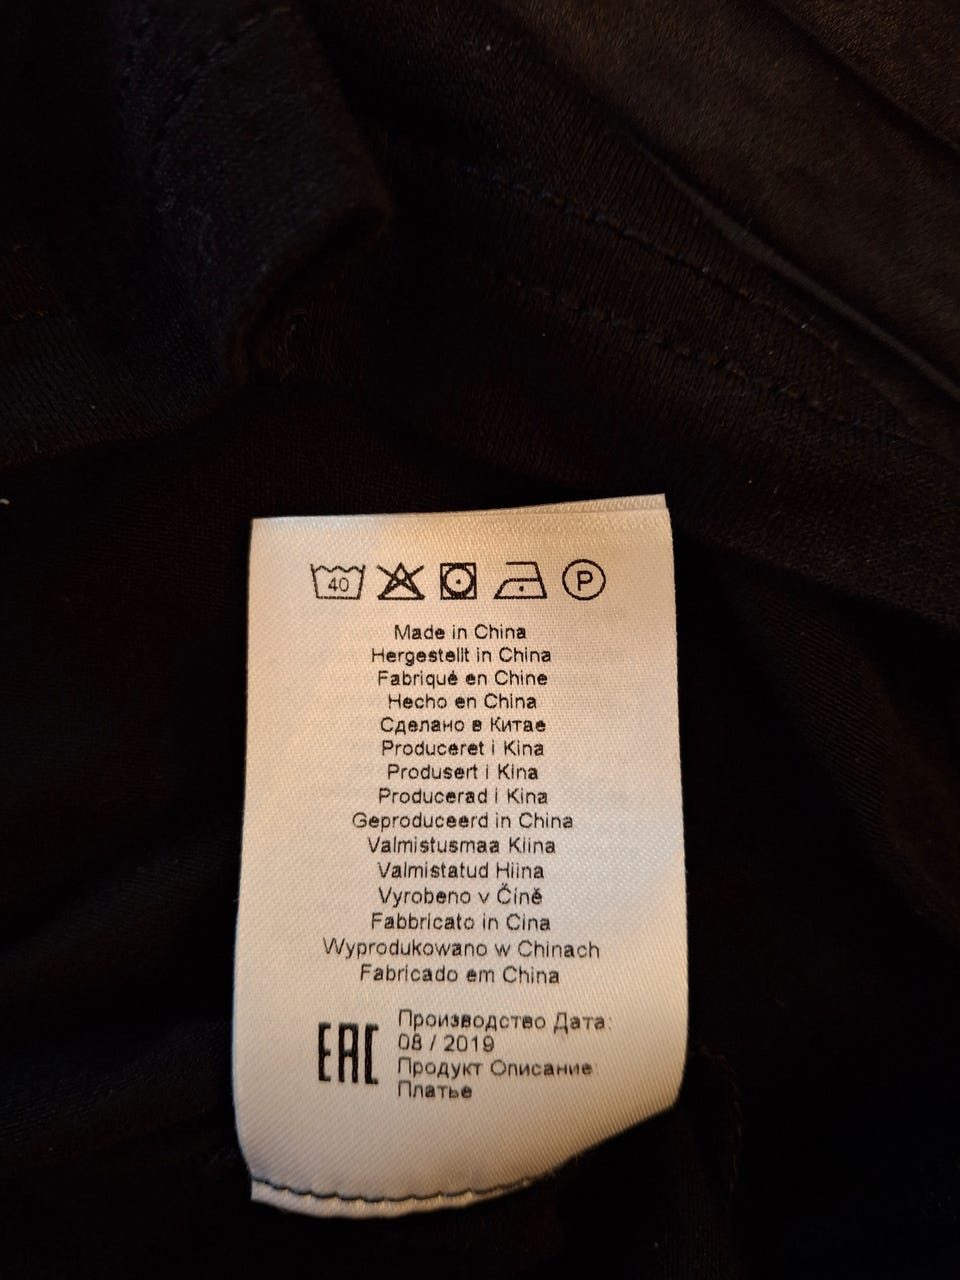 40 P
Made in China
Hergestellt in China
Fabriqué en Chine
Hecho en China
Сделано в Китае
Produceret i Kina
Produsert i Kina
Producerad i Kina
Geproduceerd in China
Valmistusmaa Kiina
Valmistatud Hiina
Vyrobeno v Číně
Fabbricato in Cina
Wyprodukowano w Chinach
Fabricado em China
EAC
Производство Дата:
08 / 2019
Продукт Описание
Платье